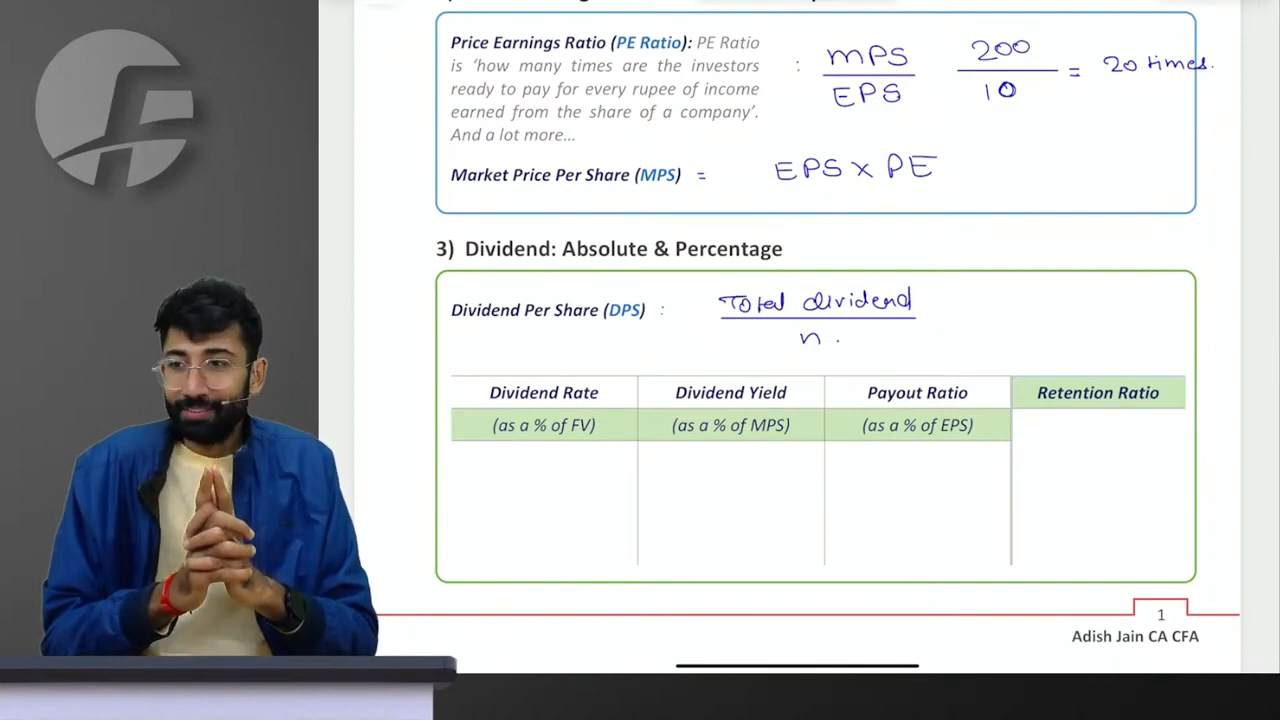 Price Earnings Ratio (PE Ratio): PE Ratio
is ‘how many times are the investors
ready to pay for every rupee of income
earned from the share of a company’.
And a lot more...
: MPS
EPS
200
10
= 20 times.
Market Price Per Share (MPS) = EPS x PE
3) Dividend: Absolute & Percentage
Dividend Per Share (DPS) : Total dividend
n .
Dividend Rate Dividend Yield Payout Ratio Retention Ratio
(as a % of FV) (as a % of MPS) (as a % of EPS)
1
Adish Jain CA CFA